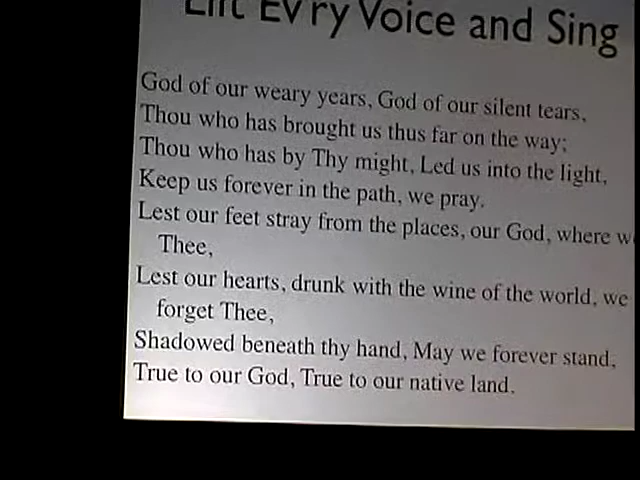 Lift Ev'ry Voice and Sing
God of our weary years, God of our silent tears,
Thou who has brought us thus far on the way;
Thou who has by Thy might, Led us into the light,
Keep us forever in the path, we pray.
Lest our feet stray from the places, our God, where w
Thee,
Lest our hearts, drunk with the wine of the world, we
forget Thee,
Shadowed beneath thy hand, May we forever stand,
True to our God, True to our native land.